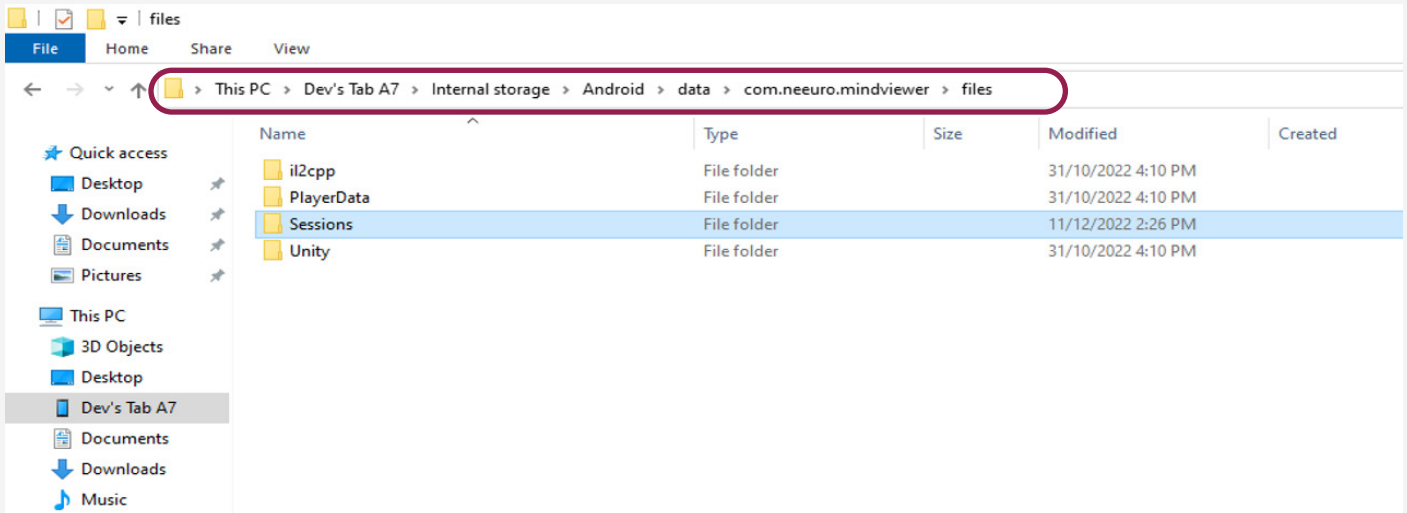 files
File Home Share View
This PC > Dev's Tab A7 > Internal storage > Android > data > com.neeuro.mindviewer > files
Name Type Size Modified Created
Quick access
Desktop
Downloads
Documents
Pictures
This PC
3D Objects
Desktop
Dev's Tab A7
Documents
Downloads
Music
il2cpp File folder 31/10/2022 4:10 PM
PlayerData File folder 31/10/2022 4:10 PM
Sessions File folder 11/12/2022 2:26 PM
Unity File folder 31/10/2022 4:10 PM